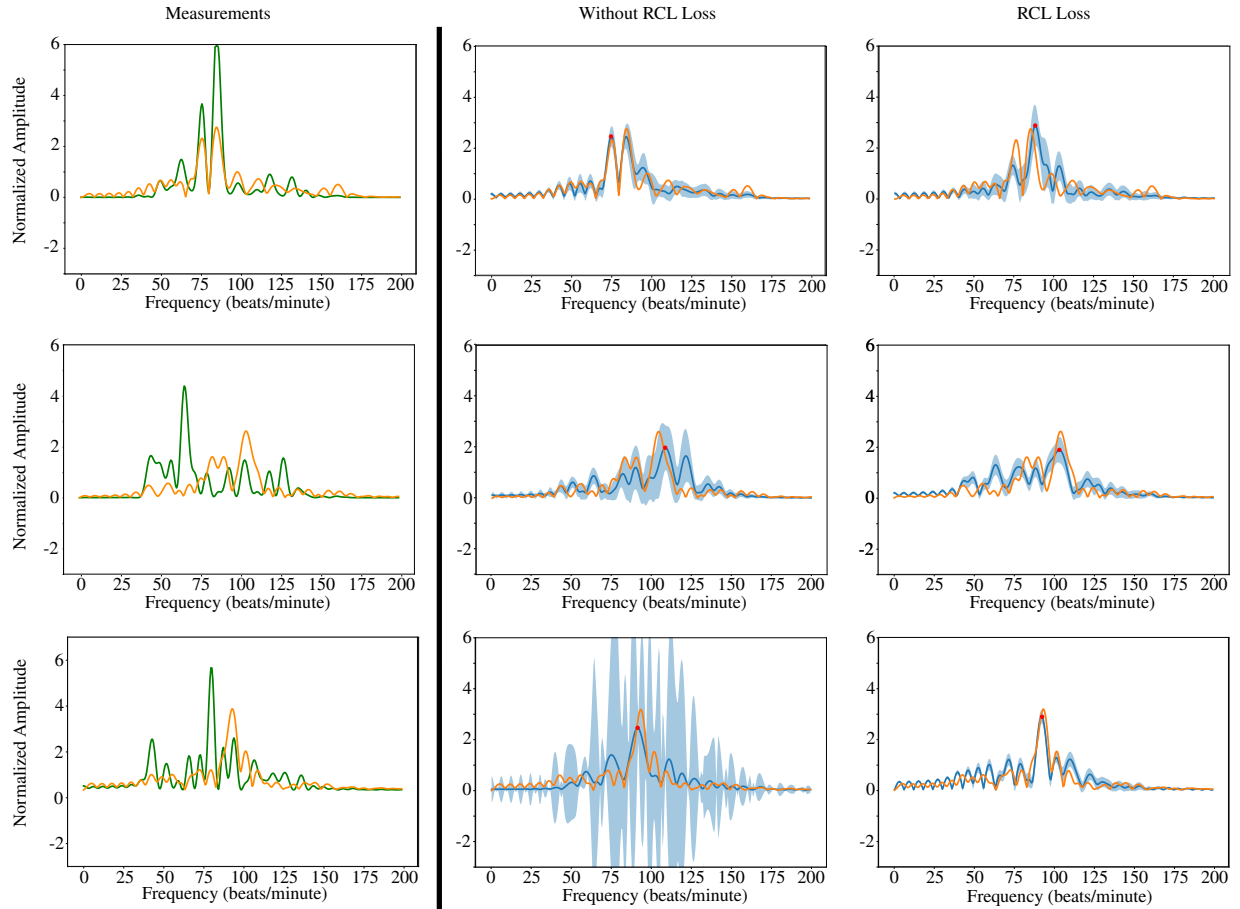 Measurements Without RCL Loss RCL Loss
6 6 6
4 4 4
2 2 2
0 0 0
-2 -2 -2
Normalized Amplitude
0 25 50 75 100 125 150 175 200 0 25 50 75 100 125 150 175 200 0 25 50 75 100 125 150 175 200
Frequency (beats/minute) Frequency (beats/minute) Frequency (beats/minute)
6 6 6
4 4 4
2 2 2
0 0 0
-2 -2 -2
Normalized Amplitude
0 25 50 75 100 125 150 175 200 0 25 50 75 100 125 150 175 200 0 25 50 75 100 125 150 175 200
Frequency (beats/minute) Frequency (beats/minute) Frequency (beats/minute)
6 6 6
4 4 4
2 2 2
0 0 0
-2 -2 -2
Normalized Amplitude
0 25 50 75 100 125 150 175 200 0 25 50 75 100 125 150 175 200 0 25 50 75 100 125 150 175 200
Frequency (beats/minute) Frequency (beats/minute) Frequency (beats/minute)